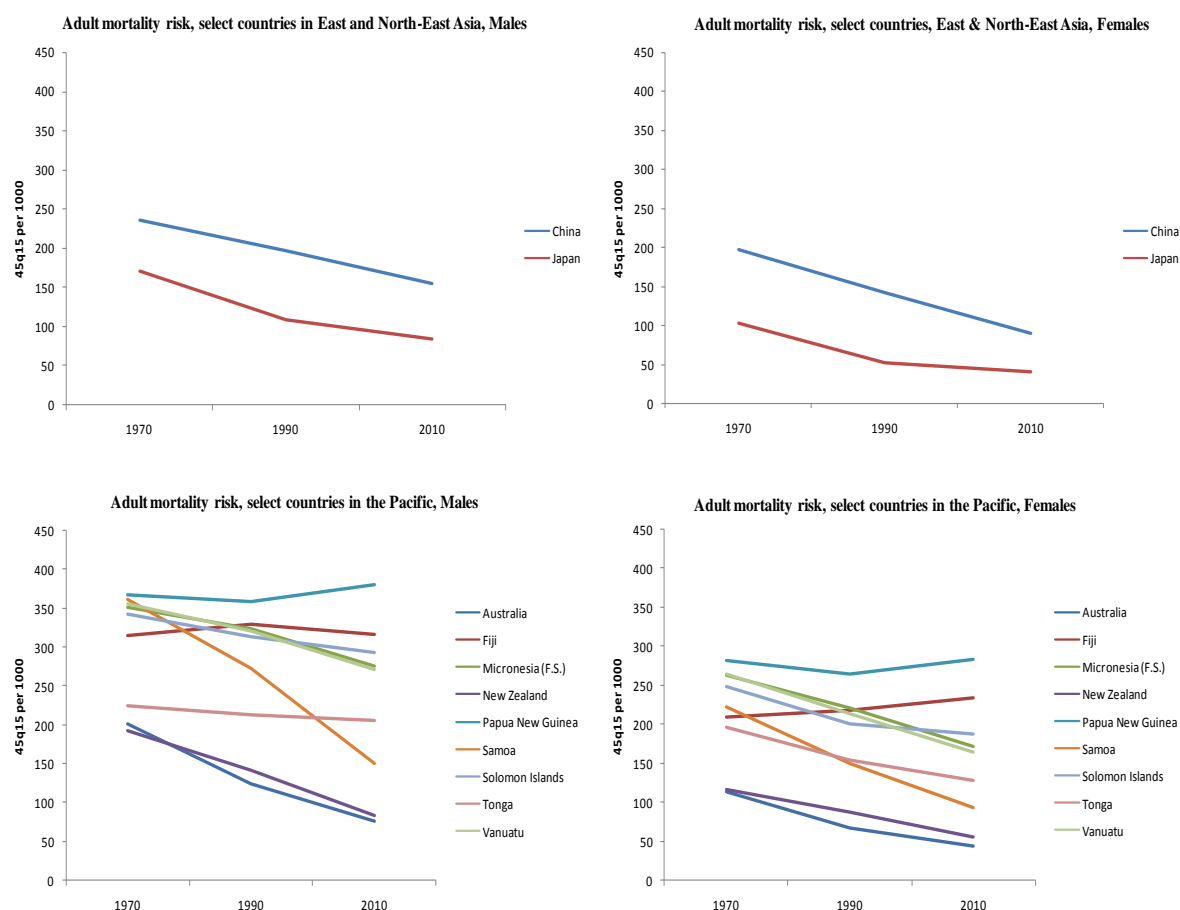 Adult mortality risk, select countries in East and North-East Asia, Males
450
400
350
300
250
200
150
100
50
0
45q15 per 1000
1970 1990 2010
China
Japan
Adult mortality risk, select countries, East & North-East Asia, Females
450
400
350
300
250
200
150
100
50
0
45q15 per 1000
1970 1990 2010
China
Japan
Adult mortality risk, select countries in the Pacific, Males
450
400
350
300
250
200
150
100
50
0
45q15 per 1000
1970 1990 2010
Australia
Fiji
Micronesia (F.S.)
New Zealand
Papua New Guinea
Samoa
Solomon Islands
Tonga
Vanuatu
Adult mortality risk, select countries in the Pacific, Females
450
400
350
300
250
200
150
100
50
0
45q15 per 1000
1970 1990 2010
Australia
Fiji
Micronesia (F.S.)
New Zealand
Papua New Guinea
Samoa
Solomon Islands
Tonga
Vanuatu